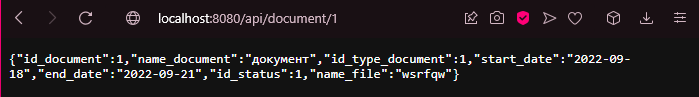 localhost:8080/api/document/1
{"id_document":1,"name_document":"документ","id_type_document":1,"start_date":"2022-09-
18","end_date":"2022-09-21","id_status":1,"name_file":"wsrfqw"}